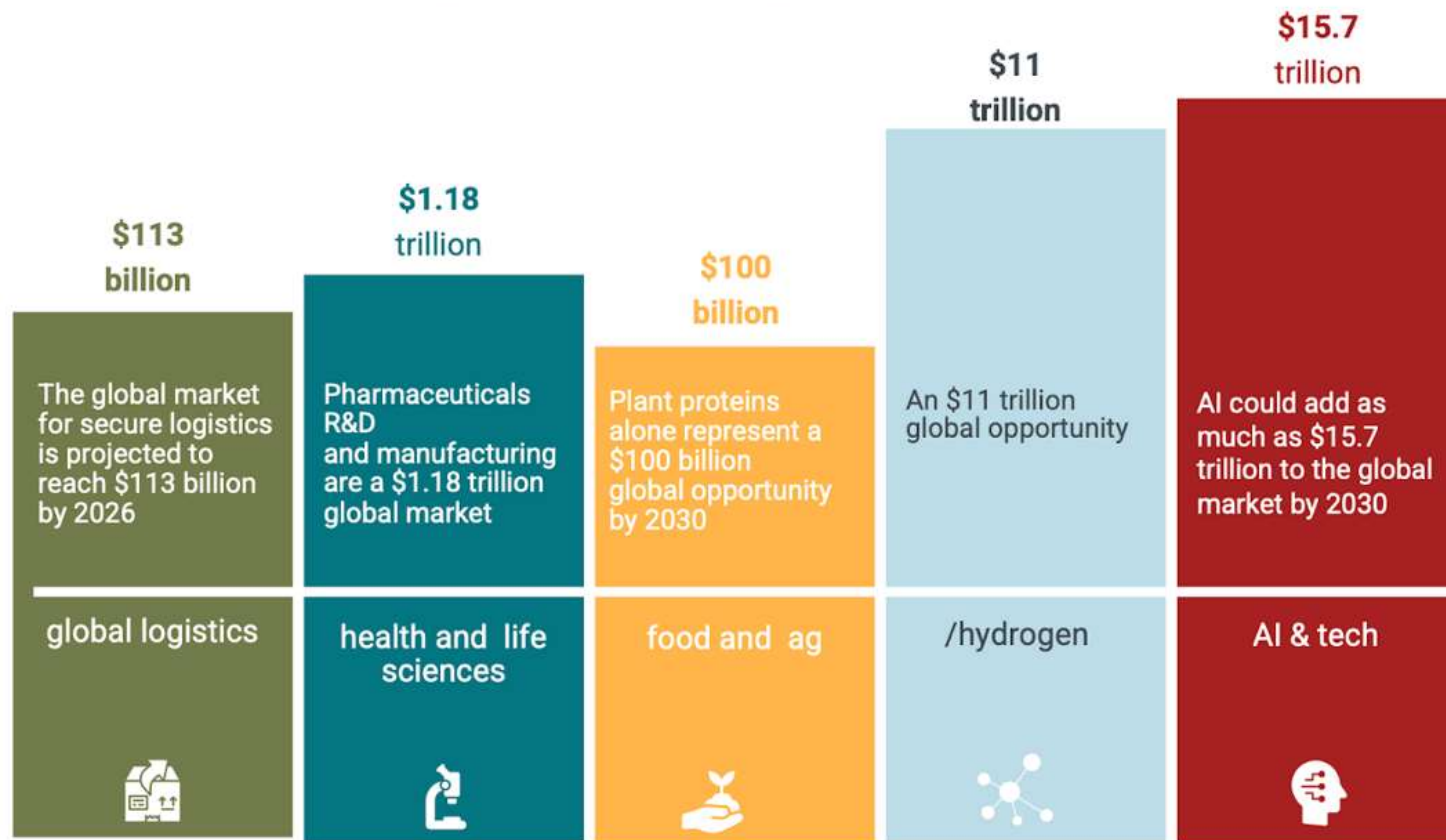 $113
billion
The global market
for secure logistics
is projected to
reach $113 billion
by 2026
global logistics
$1.18
trillion
Pharmaceuticals
R&D
and manufacturing
are a $1.18 trillion
global market
health and life
sciences
$100
billion
Plant proteins
alone represent a
$100 billion
global opportunity
by 2030
food and ag
$11
trillion
An $11 trillion
global opportunity
/hydrogen
$15.7
trillion
AI could add as
much as $15.7
trillion to the global
market by 2030
AI & tech